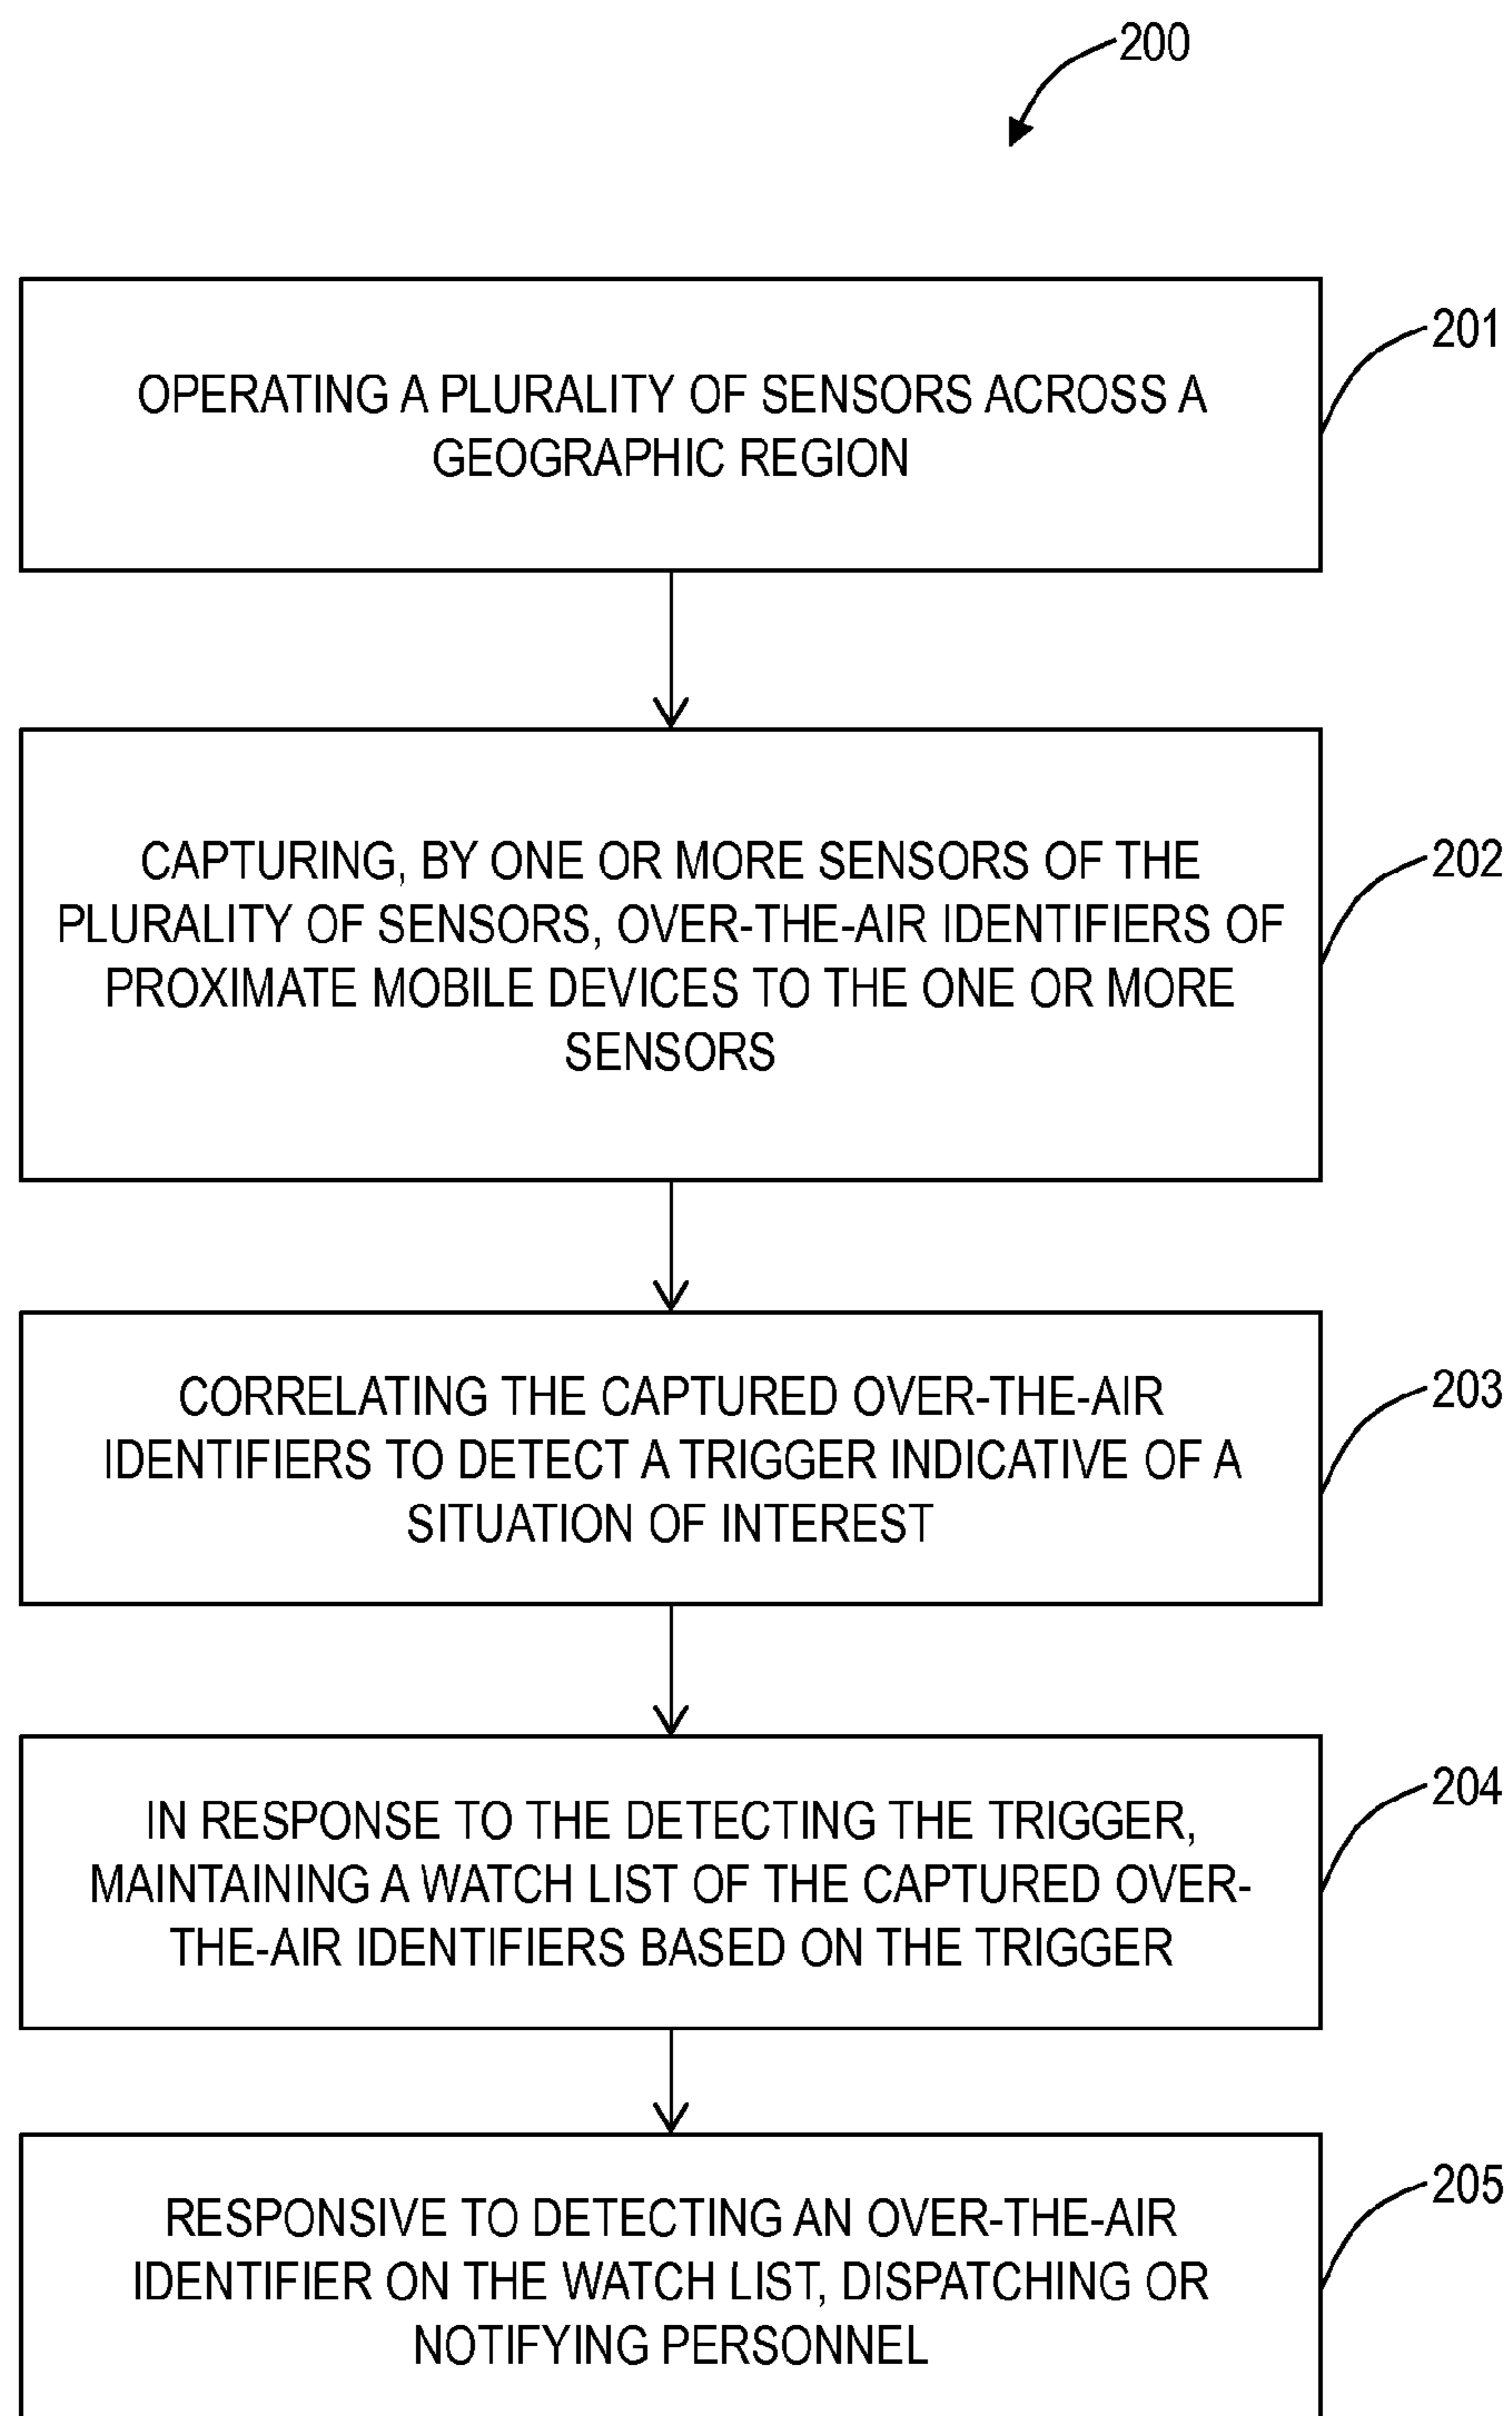 200
OPERATING A PLURALITY OF SENSORS ACROSS A
GEOGRAPHIC REGION
201
CAPTURING, BY ONE OR MORE SENSORS OF THE
PLURALITY OF SENSORS, OVER-THE-AIR IDENTIFIERS OF
PROXIMATE MOBILE DEVICES TO THE ONE OR MORE
SENSORS
202
CORRELATING THE CAPTURED OVER-THE-AIR
IDENTIFIERS TO DETECT A TRIGGER INDICATIVE OF A
SITUATION OF INTEREST
203
IN RESPONSE TO THE DETECTING THE TRIGGER,
MAINTAINING A WATCH LIST OF THE CAPTURED OVER-
THE-AIR IDENTIFIERS BASED ON THE TRIGGER
204
RESPONSIVE TO DETECTING AN OVER-THE-AIR
IDENTIFIER ON THE WATCH LIST, DISPATCHING OR
NOTIFYING PERSONNEL
205